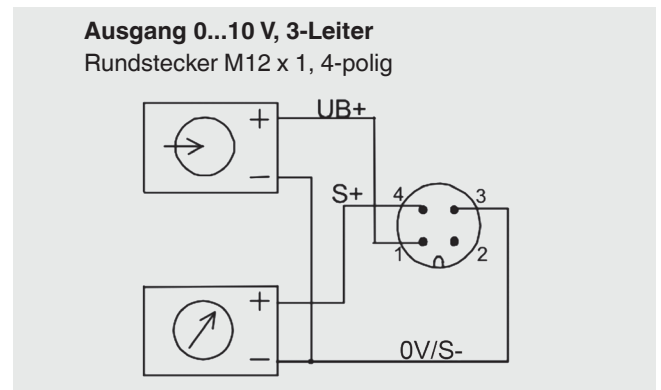 Ausgang 0...10 V, 3-Leiter
Rundstecker M12 x 1, 4-polig
+ UB+
−
S+ 4 3
1 2
+
− 0V/S-